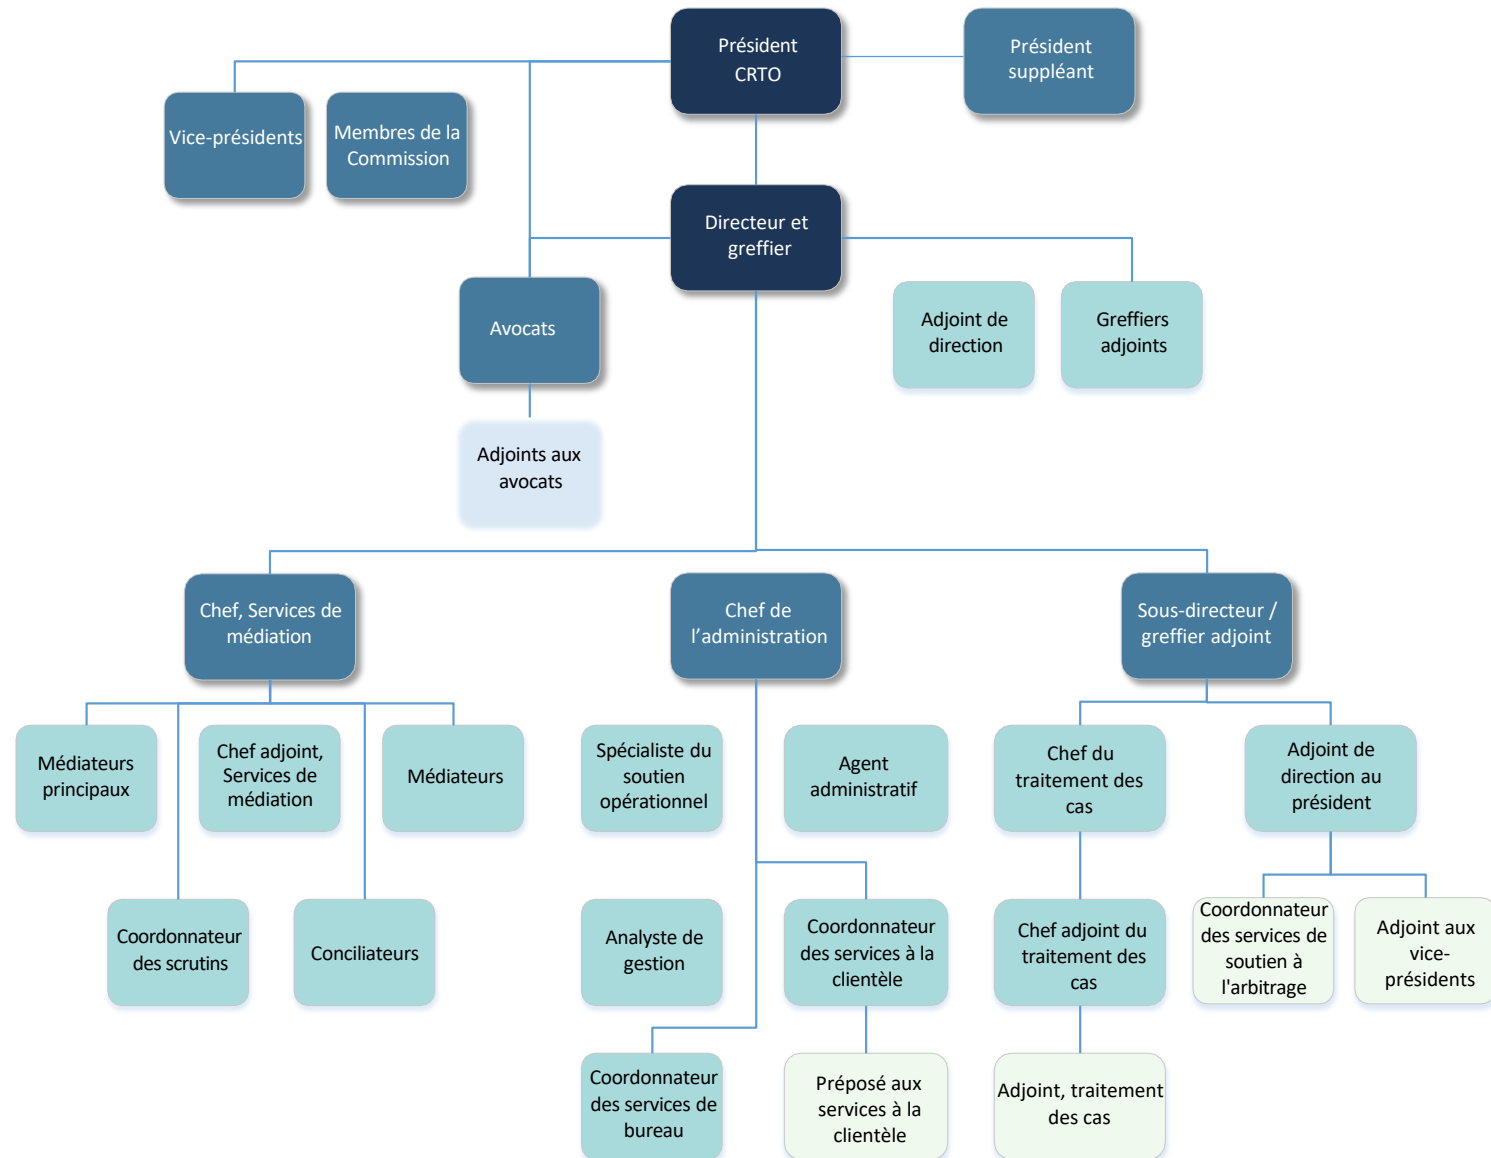 Président
CRTO
Président
suppléant
Vice-présidents
Membres de la
Commission
Directeur et
greffier
Avocats
Adjoint de
direction
Greffiers
adjoints
Adjoints aux
avocats
Chef, Services de
médiation
Chef de
l’administration
Sous-directeur /
greffier adjoint
Médiateurs
principaux
Chef adjoint,
Services de
médiation
Médiateurs
Spécialiste du
soutien
opérationnel
Agent
administratif
Chef du
traitement des
cas
Adjoint de
direction au
président
Coordonnateur
des scrutins
Conciliateurs
Analyste de
gestion
Coordonnateur
des services à la
clientèle
Chef adjoint du
traitement des
cas
Coordonnateur
des services de
soutien à
l'arbitrage
Adjoint aux
vice-
présidents
Coordonnateur
des services de
bureau
Préposé aux
services à la
clientèle
Adjoint, traitement
des cas